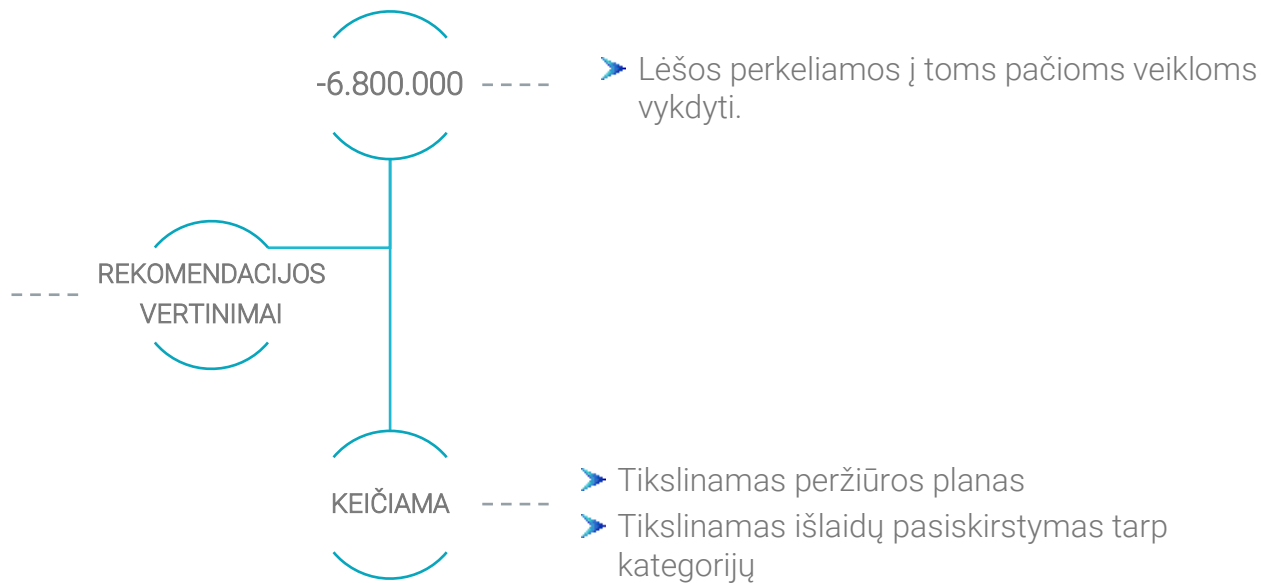 -6.800.000
Lėšos perkeliamos į toms pačioms veikloms
vykdyti.
REKOMENDACIJOS
VERTINIMAI
KEIČIAMA
Tikslinamas peržiūros planas
Tikslinamas išlaidų pasiskirstymas tarp
kategorijų